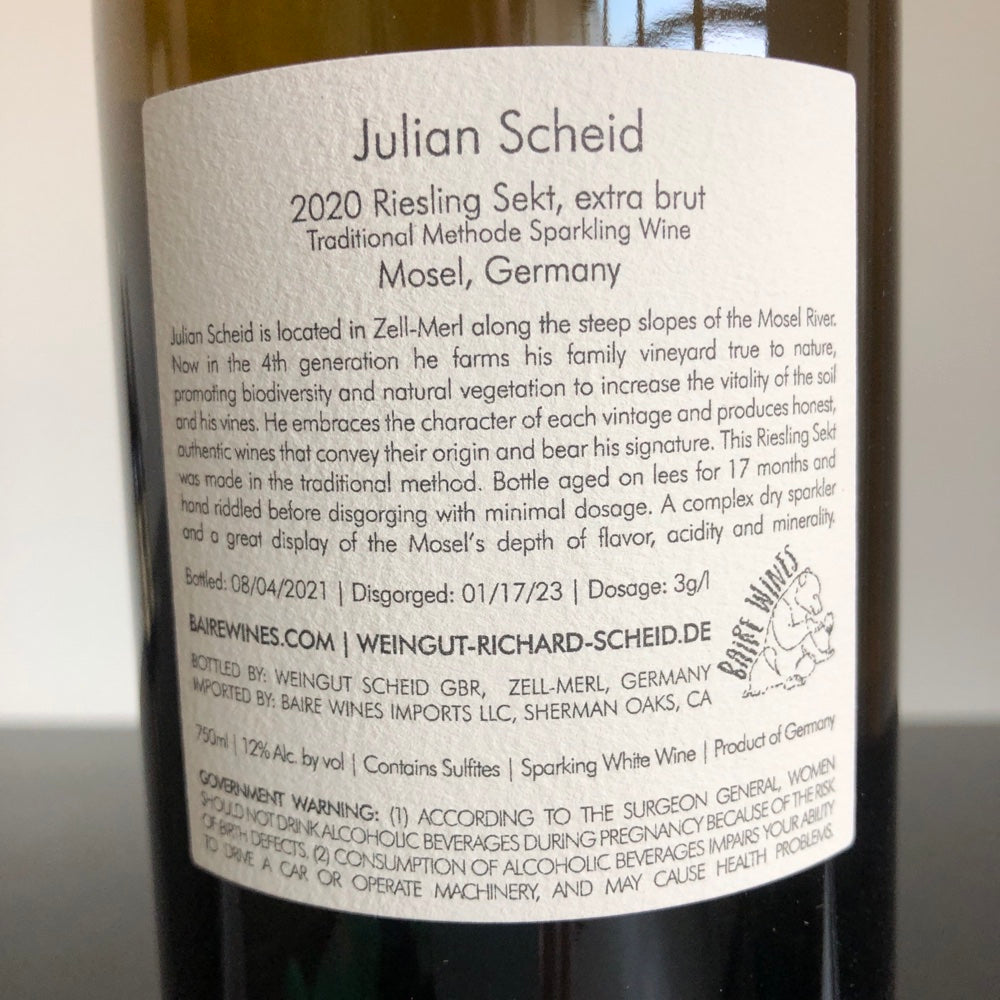 Julian Scheid
2020 Riesling Sekt, extra brut
Traditional Methode Sparkling Wine
Mosel, Germany
Julian Scheid is located in Zell-Merl along the steep slopes of the Mosel River.
Now in the 4th generation he farms his family vineyard true to nature,
promoting biodiversity and natural vegetation to increase the vitality of the soil
and his vines. He embraces the character of each vintage and produces honest,
authentic wines that convey their origin and bear his signature. This Riesling Sekt
was made in the traditional method. Bottle aged on lees for 17 months and
hand riddled before disgorging with minimal dosage. A complex dry sparkler
and a great display of the Mosel's depth of flavor, acidity and minerality.
Bottled: 08/04/2021 | Disgorged: 01/17/23 | Dosage: 3g/l
BAIREWINES.COM | WEINGUT-RICHARD-SCHEID.DE
BAIRE WINES
BOTTLED BY: WEINGUT SCHEID GBR, ZELL-MERL, GERMANY
IMPORTED BY: BAIRE WINES IMPORTS LLC, SHERMAN OAKS, CA
750ml | 12% Alc. by vol | Contains Sulfites | Sparking White Wine | Product of Germany
GOVERNMENT WARNING: (1) ACCORDING TO THE SURGEON GENERAL, WOMEN
SHOULD NOT DRINK ALCOHOLIC BEVERAGES DURING PREGNANCY BECAUSE OF THE RISK
OF BIRTH DEFECTS. (2) CONSUMPTION OF ALCOHOLIC BEVERAGES IMPAIRS YOUR ABILITY
TO DRIVE A CAR OR OPERATE MACHINERY, AND MAY CAUSE HEALTH PROBLEMS.